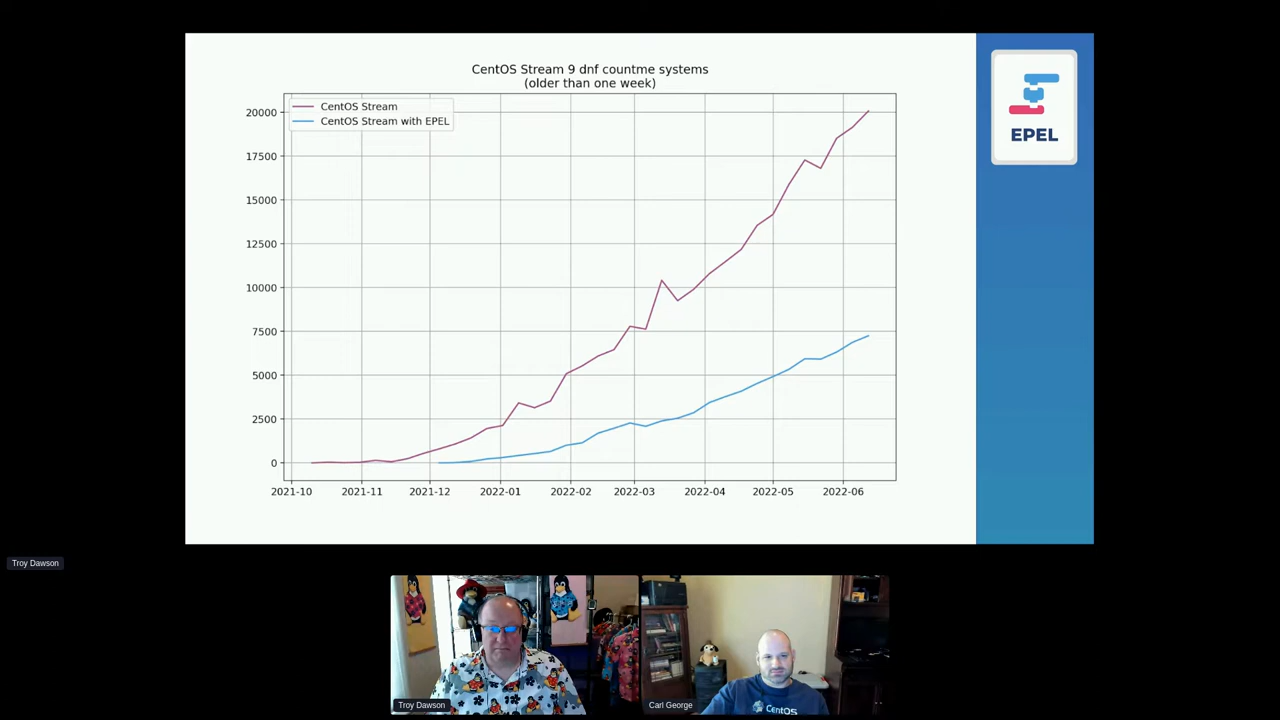 CentOS Stream 9 dnf countme systems
(older than one week)
CentOS Stream
CentOS Stream with EPEL
20000
17500
15000
12500
10000
7500
5000
2500
0
2021-10 2021-11 2021-12 2022-01 2022-02 2022-03 2022-04 2022-05 2022-06
EPEL
Troy Dawson
Troy Dawson
Carl George
CentOS